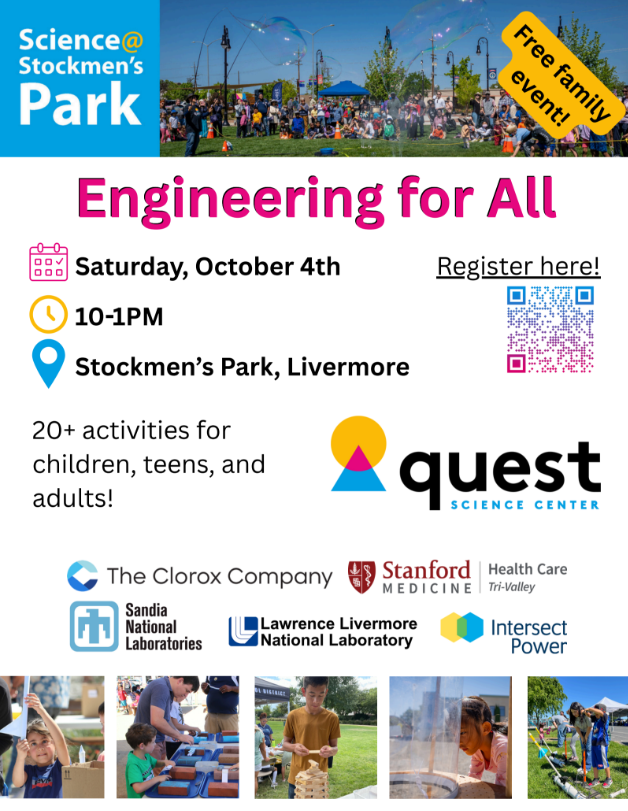 Science@
Stockmen's
Park
Free family
event!
Engineering for All
Saturday, October 4th
Register here!
10-1PM
Stockmen's Park, Livermore
20+ activities for
children, teens, and
adults!
quest
SCIENCE CENTER
The Clorox Company
Stanford
MEDICINE
Health Care
Tri-Valley
Sandia
National
Laboratories
Lawrence Livermore
National Laboratory
Intersect
Power
OL DISTRICT